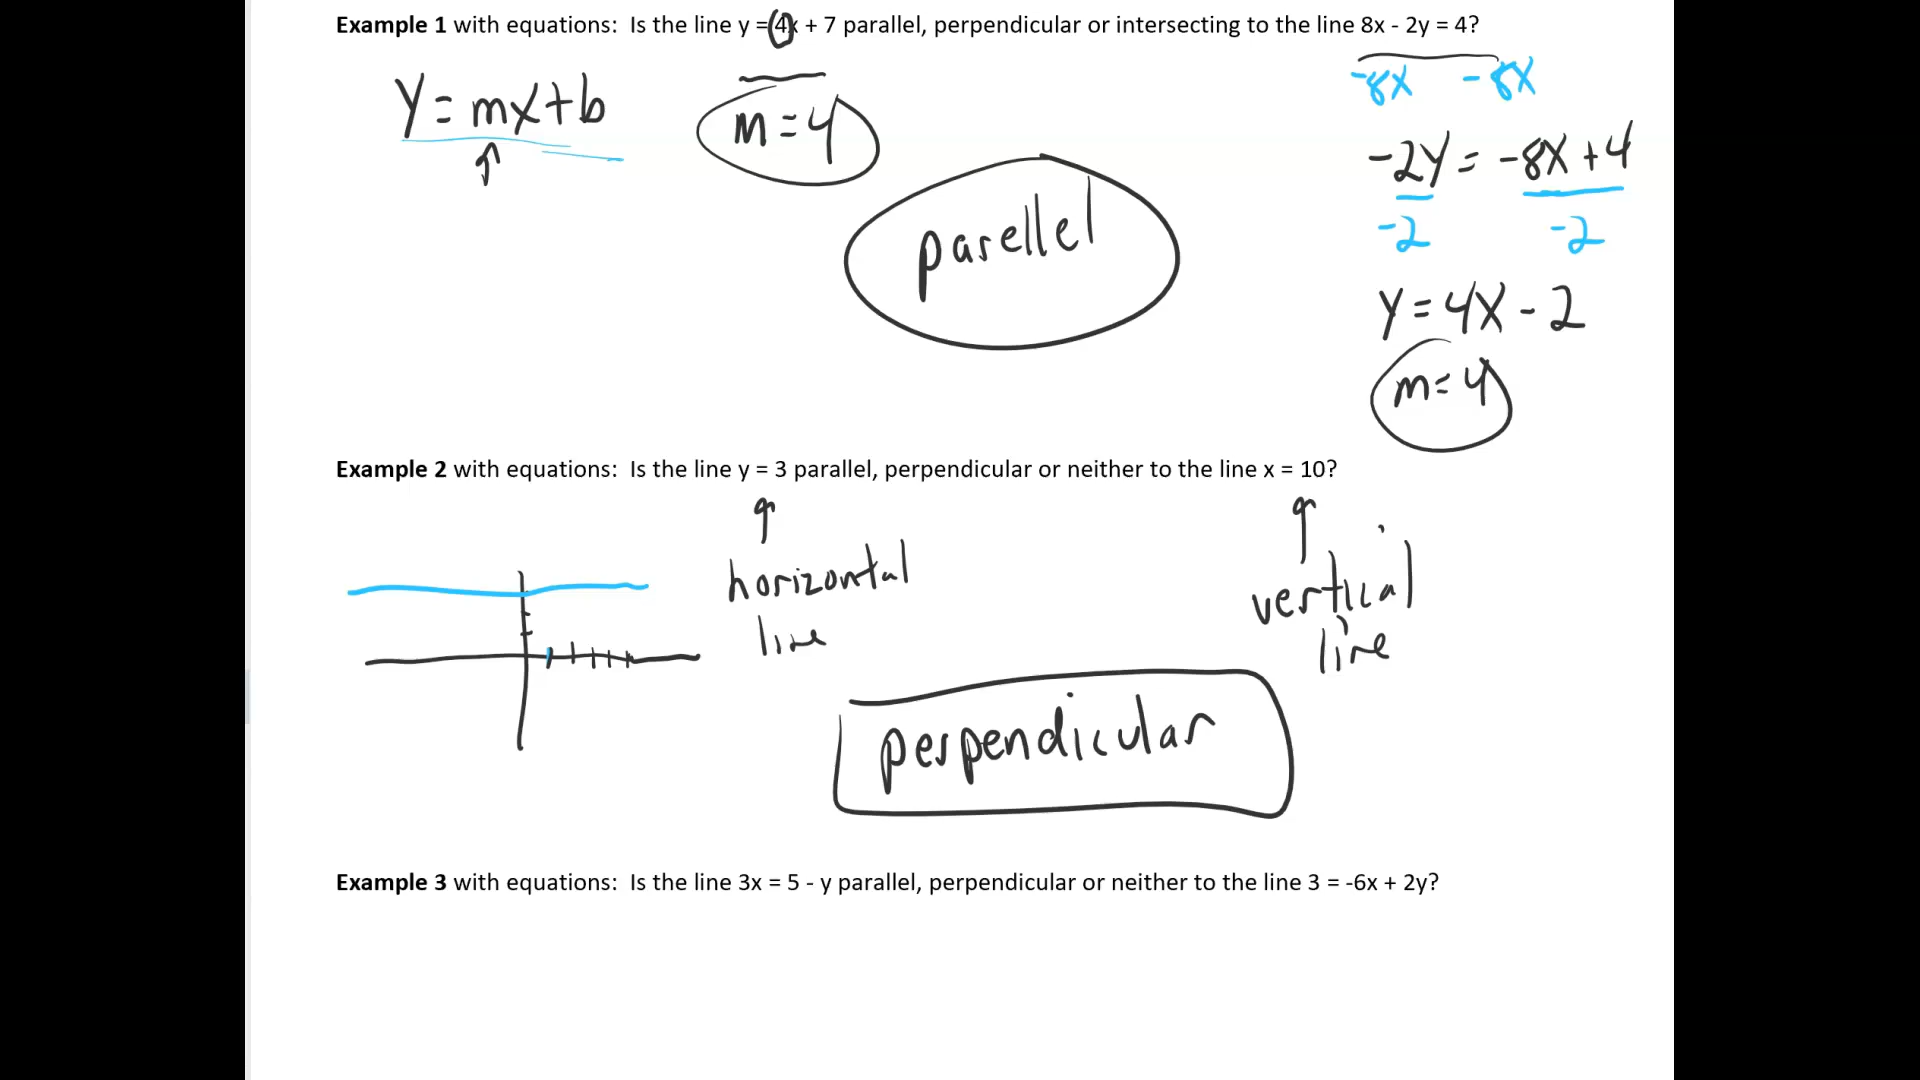 Example 1 with equations: Is the line y = 4x + 7 parallel, perpendicular or intersecting to the line 8x - 2y = 4?
-8x -8x
y = mx + b
m = 4
-2y = -8x + 4
-2 -2
parellel
y = 4x - 2
m = 4
Example 2 with equations: Is the line y = 3 parallel, perpendicular or neither to the line x = 10?
horizontal
line
vertical
line
perpendicular
Example 3 with equations: Is the line 3x = 5 - y parallel, perpendicular or neither to the line 3 = -6x + 2y?